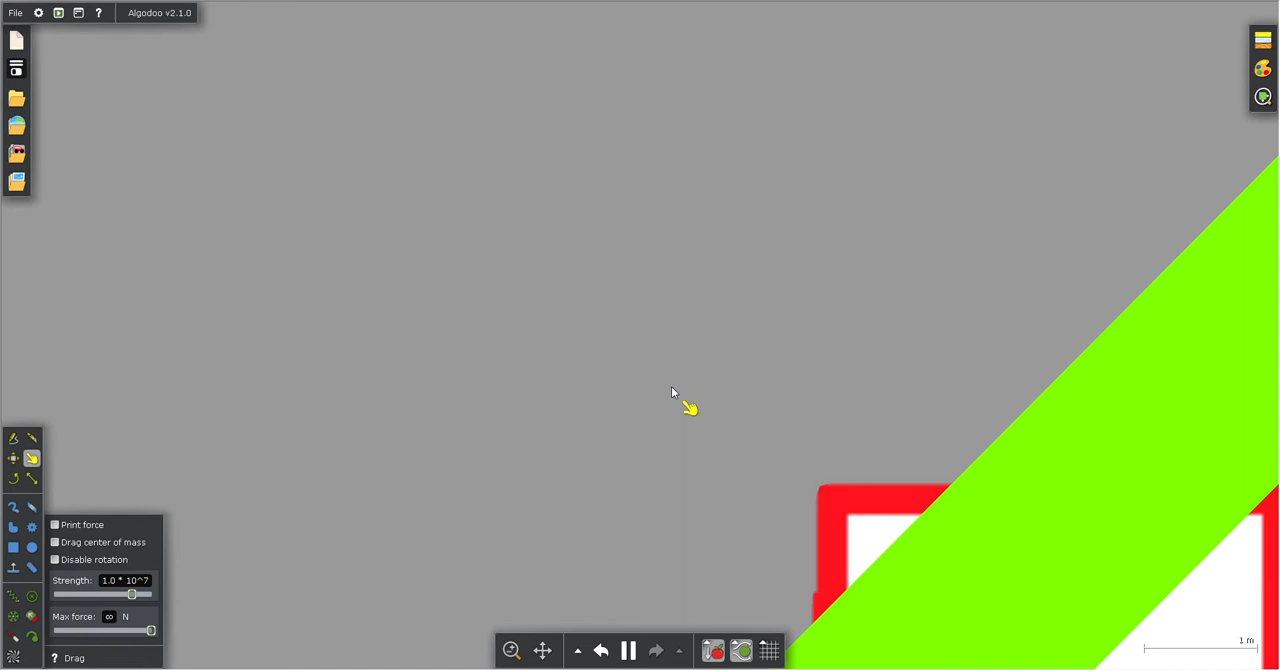 File ? Algodoo v2.1.0
Print force
Drag center of mass
Disable rotation
Strength: 1.0 * 10^7
Max force: ∞ N
? Drag
1 m